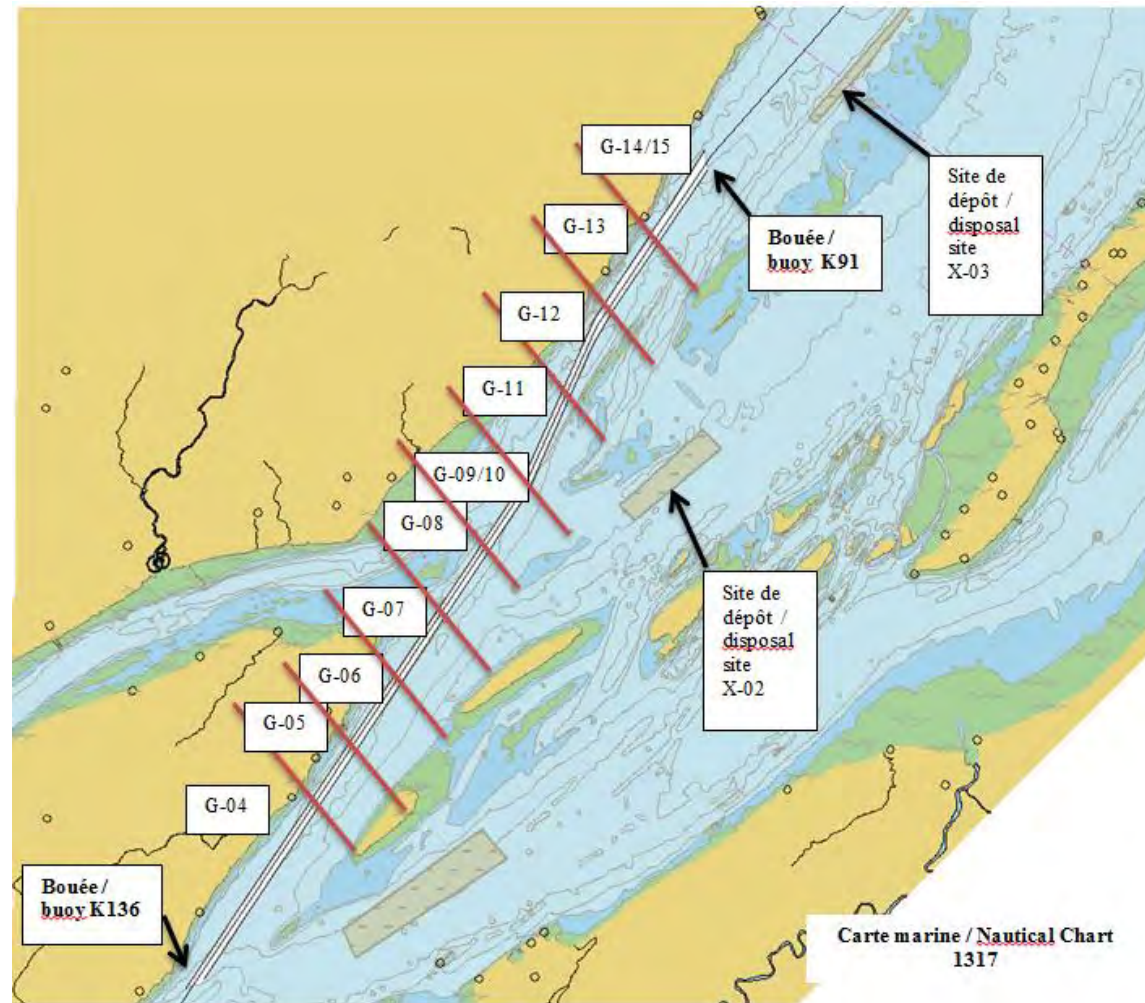 G-14/15
Site de
dépôt /
disposal
site
X-03
G-13
Bouée /
buoy K91
G-12
G-11
G-09/10
G-08
Site de
dépôt /
disposal
site
X-02
G-07
G-06
G-05
G-04
Bouée /
buoy K136
Carte marine / Nautical Chart
1317